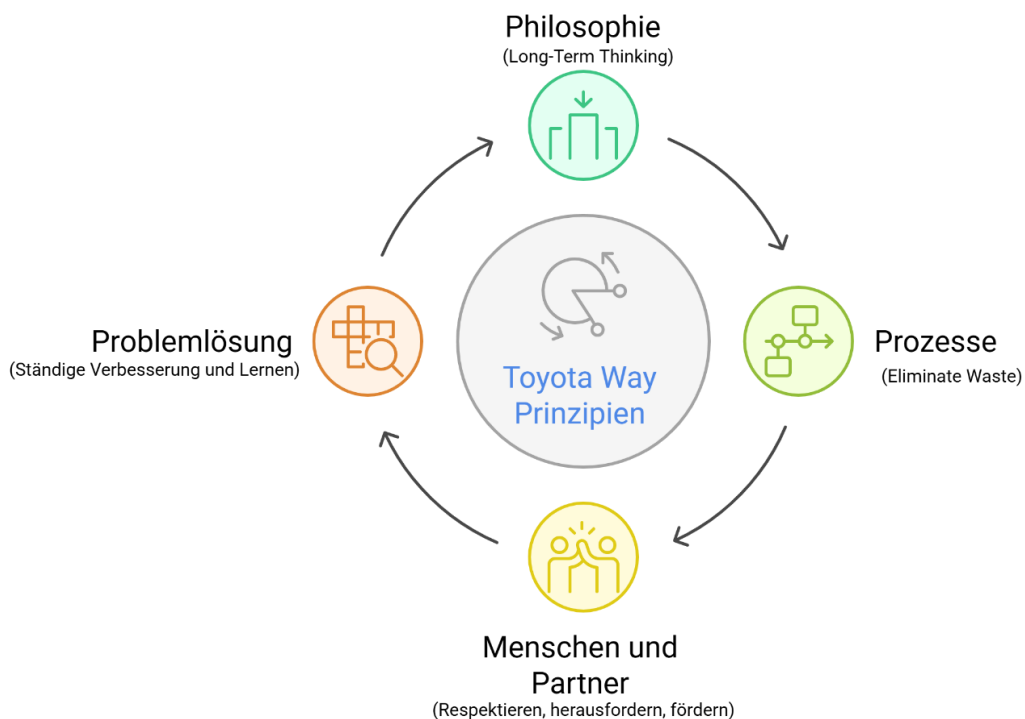 Philosophie
(Long-Term Thinking)
Toyota Way
Prinzipien
Prozesse
(Eliminate Waste)
Menschen und
Partner
(Respektieren, herausfordern, fördern)
Problemlösung
(Ständige Verbesserung und Lernen)